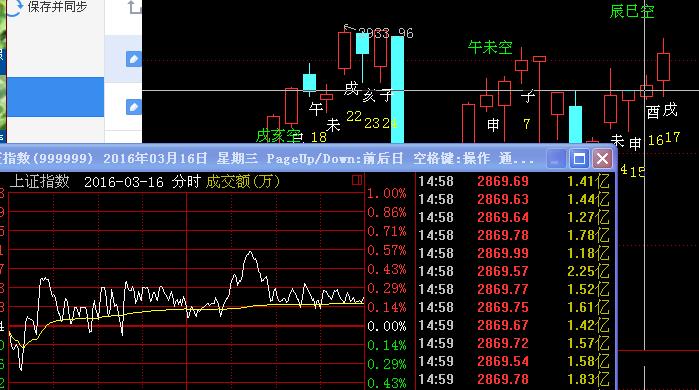 保存并同步
辰巳空
2933.96
午未空
戌
亥子
午
未
子
酉戌
22
2324
申
7
未申
戌亥空
18
1617
415
指数(999999) 2016年03月16日 星期三 PageUp/Down:前后日 空格键:操作 通...
上证指数 2016-03-16 分时 成交额(万)
1.00%
0.86%
0.71%
0.57%
0.43%
0.29%
0.14%
0.00%
0.14%
0.29%
0.43%
14:58 2869.69 1.41亿
14:58 2869.63 1.44亿
14:58 2869.64 1.27亿
14:58 2869.78 1.78亿
14:58 2869.99 1.18亿
14:58 2869.57 2.25亿
14:58 2869.77 1.52亿
14:58 2869.75 1.61亿
14:59 2869.67 1.42亿
14:59 2869.72 1.57亿
14:59 2869.54 1.58亿
14:59 2869.78 1.83亿